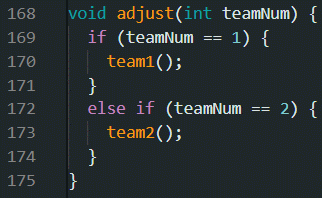 168 void adjust(int teamNum) {
169   if (teamNum == 1) {
170     team1();
171   }
172   else if (teamNum == 2) {
173     team2();
174   }
175 }